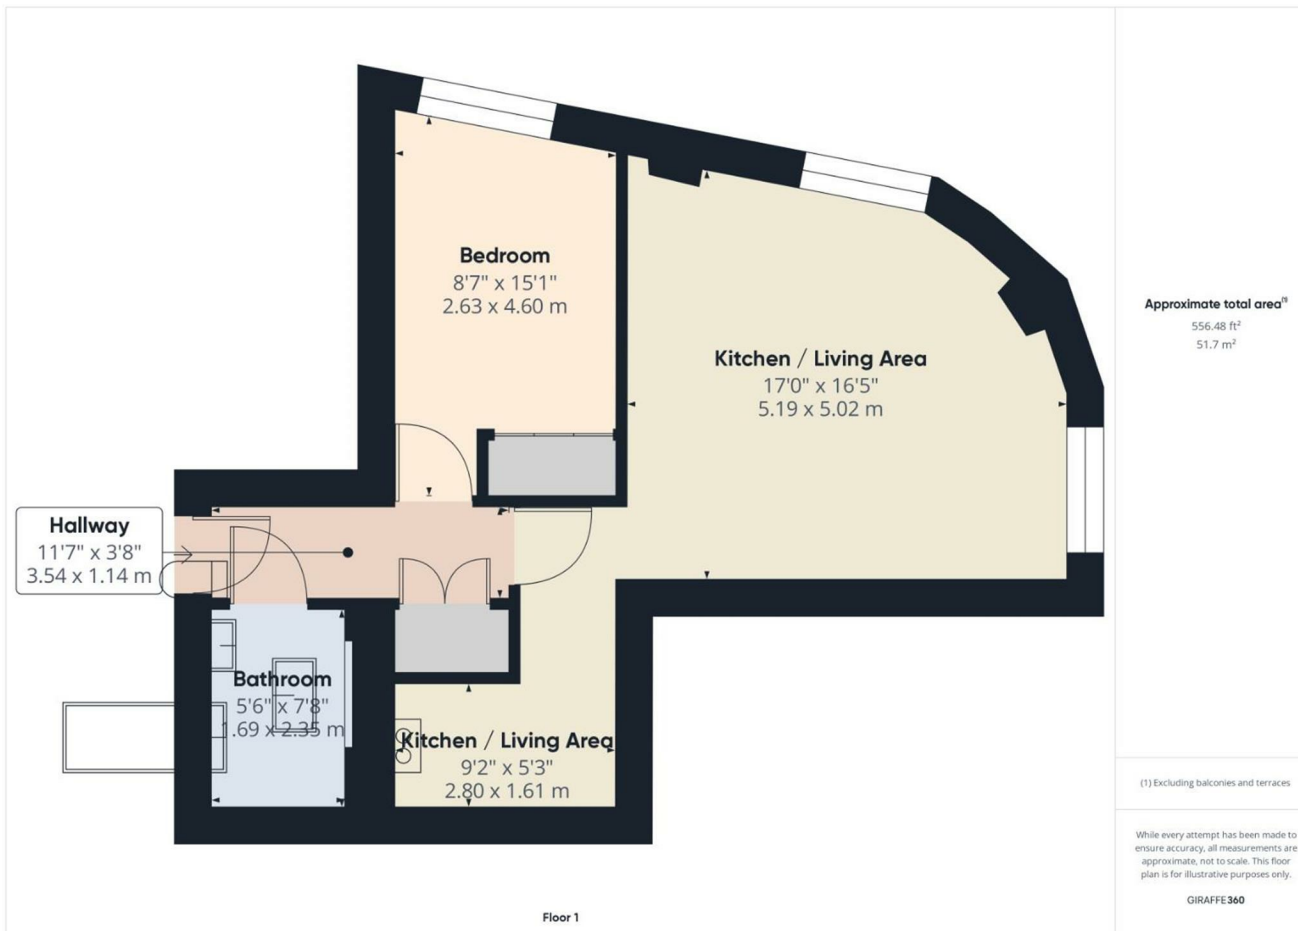 Bedroom
8'7" x 15'1"
2.63 x 4.60 m
Kitchen / Living Area
17'0" x 16'5"
5.19 x 5.02 m
Hallway
11'7" x 3'8"
3.54 x 1.14 m
Bathroom
5'6" x 7'8"
1.69 x 2.35 m
Kitchen / Living Area
9'2" x 5'3"
2.80 x 1.61 m
Floor 1
Approximate total area(1)
556.48 ft²
51.7 m²
(1) Excluding balconies and terraces
While every attempt has been made to
ensure accuracy, all measurements are
approximate, not to scale. This floor
plan is for illustrative purposes only.
GIRAFFE360